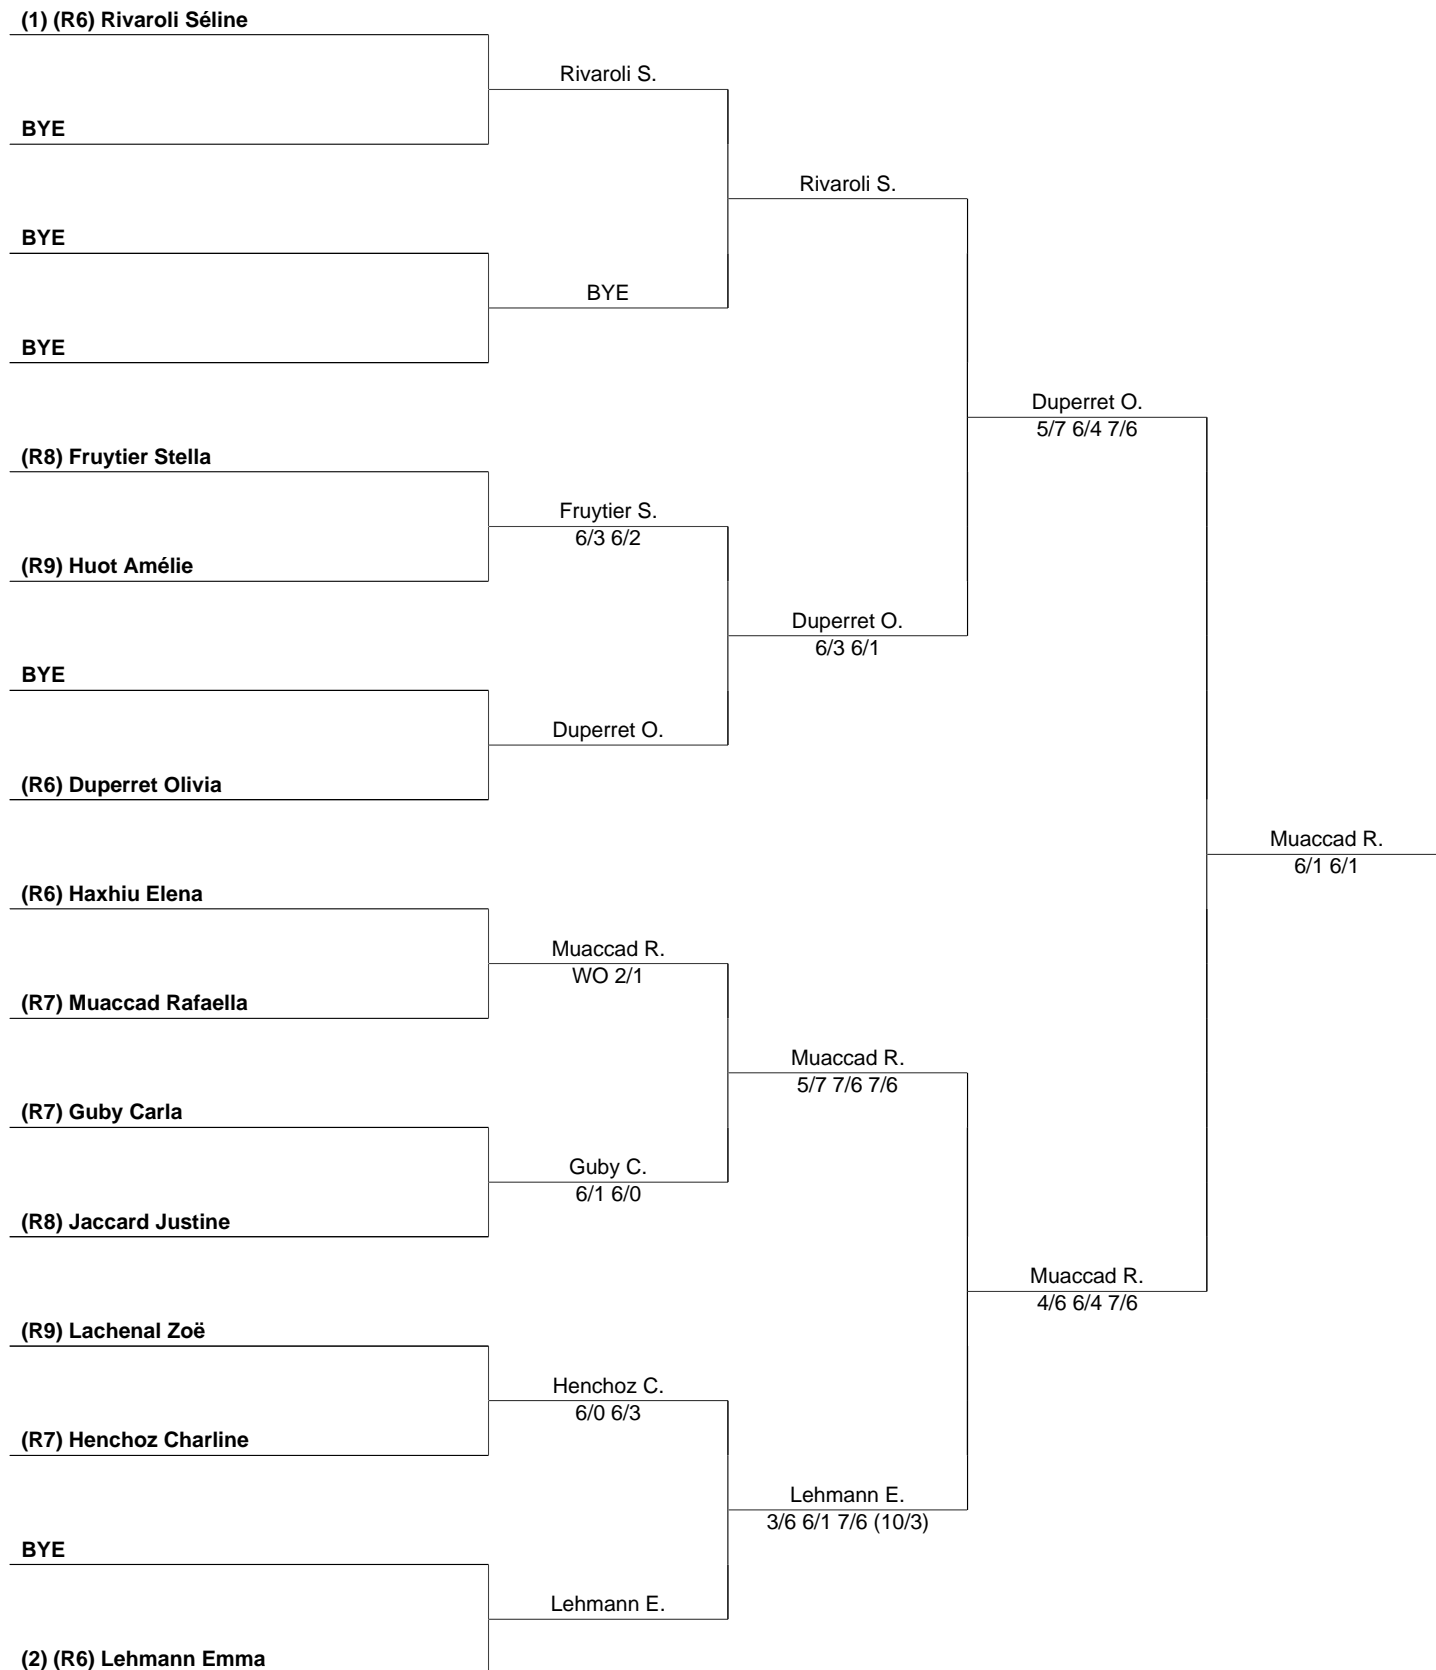 (1) (R6) Rivaroli Séline
Rivaroli S.
BYE
Rivaroli S.
BYE
BYE
BYE
Duperret O.
5/7 6/4 7/6
(R8) Fruytier Stella
Fruytier S.
6/3 6/2
(R9) Huot Amélie
Duperret O.
6/3 6/1
BYE
Duperret O.
(R6) Duperret Olivia
Muaccad R.
6/1 6/1
(R6) Haxhiu Elena
Muaccad R.
WO 2/1
(R7) Muaccad Rafaella
Muaccad R.
5/7 7/6 7/6
(R7) Guby Carla
Guby C.
6/1 6/0
(R8) Jaccard Justine
Muaccad R.
4/6 6/4 7/6
(R9) Lachenal Zoë
Henchoz C.
6/0 6/3
(R7) Henchoz Charline
Lehmann E.
3/6 6/1 7/6 (10/3)
BYE
Lehmann E.
(2) (R6) Lehmann Emma